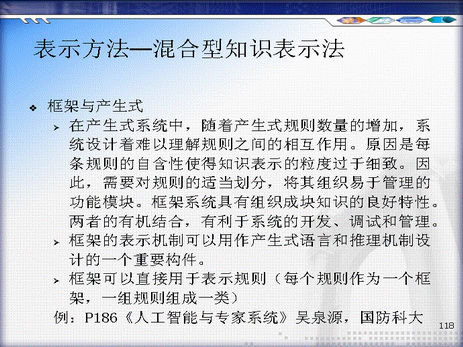 表示方法—混合型知识表示法
❖ 框架与产生式
➢ 在产生式系统中，随着产生式规则数量的增加，系
统设计着难以理解规则之间的相互作用。原因是每
条规则的自含性使得知识表示的粒度过于细致。因
此，需要对规则的适当划分，将其组织易于管理的
功能模块。框架系统具有组织成块知识的良好特性。
两者的有机结合，有利于系统的开发、调试和管理。
➢ 框架的表示机制可以用作产生式语言和推理机制设
计的一个重要构件。
➢ 框架可以直接用于表示规则（每个规则作为一个框
架，一组规则组成一类）
例：P186《人工智能与专家系统》吴泉源，国防科大
118